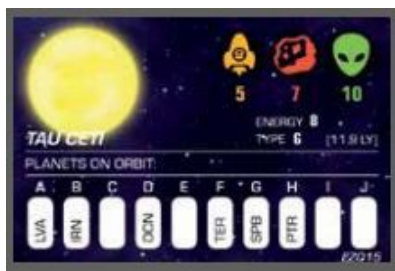 5 7 10
ENERGY 8
TAU CETI TYPE G [11.9 LY]
PLANETS ON ORBIT:
A B C D E F G H I J
LVA IRN OCN TER SPB PTR
EZG15